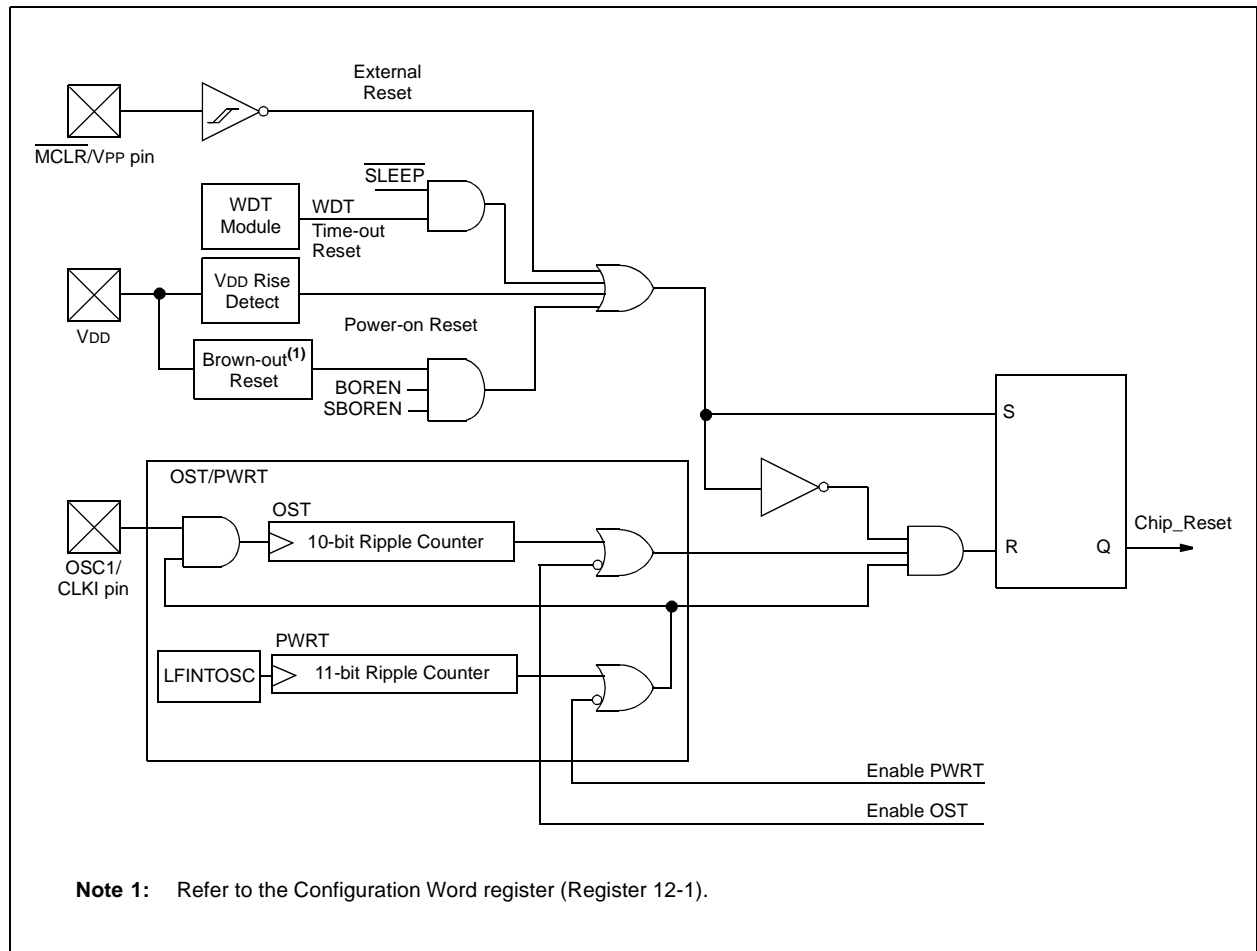 External
Reset
MCLR/VPP pin
SLEEP
WDT
Module
WDT
Time-out
Reset
VDD Rise
Detect
VDD
Power-on Reset
Brown-out(1)
Reset
BOREN
SBOREN
S
OST/PWRT
OST
10-bit Ripple Counter
OSC1/
CLKI pin
Chip_Reset
R
Q
PWRT
LFINTOSC
11-bit Ripple Counter
Enable PWRT
Enable OST
Note 1: Refer to the Configuration Word register (Register 12-1).